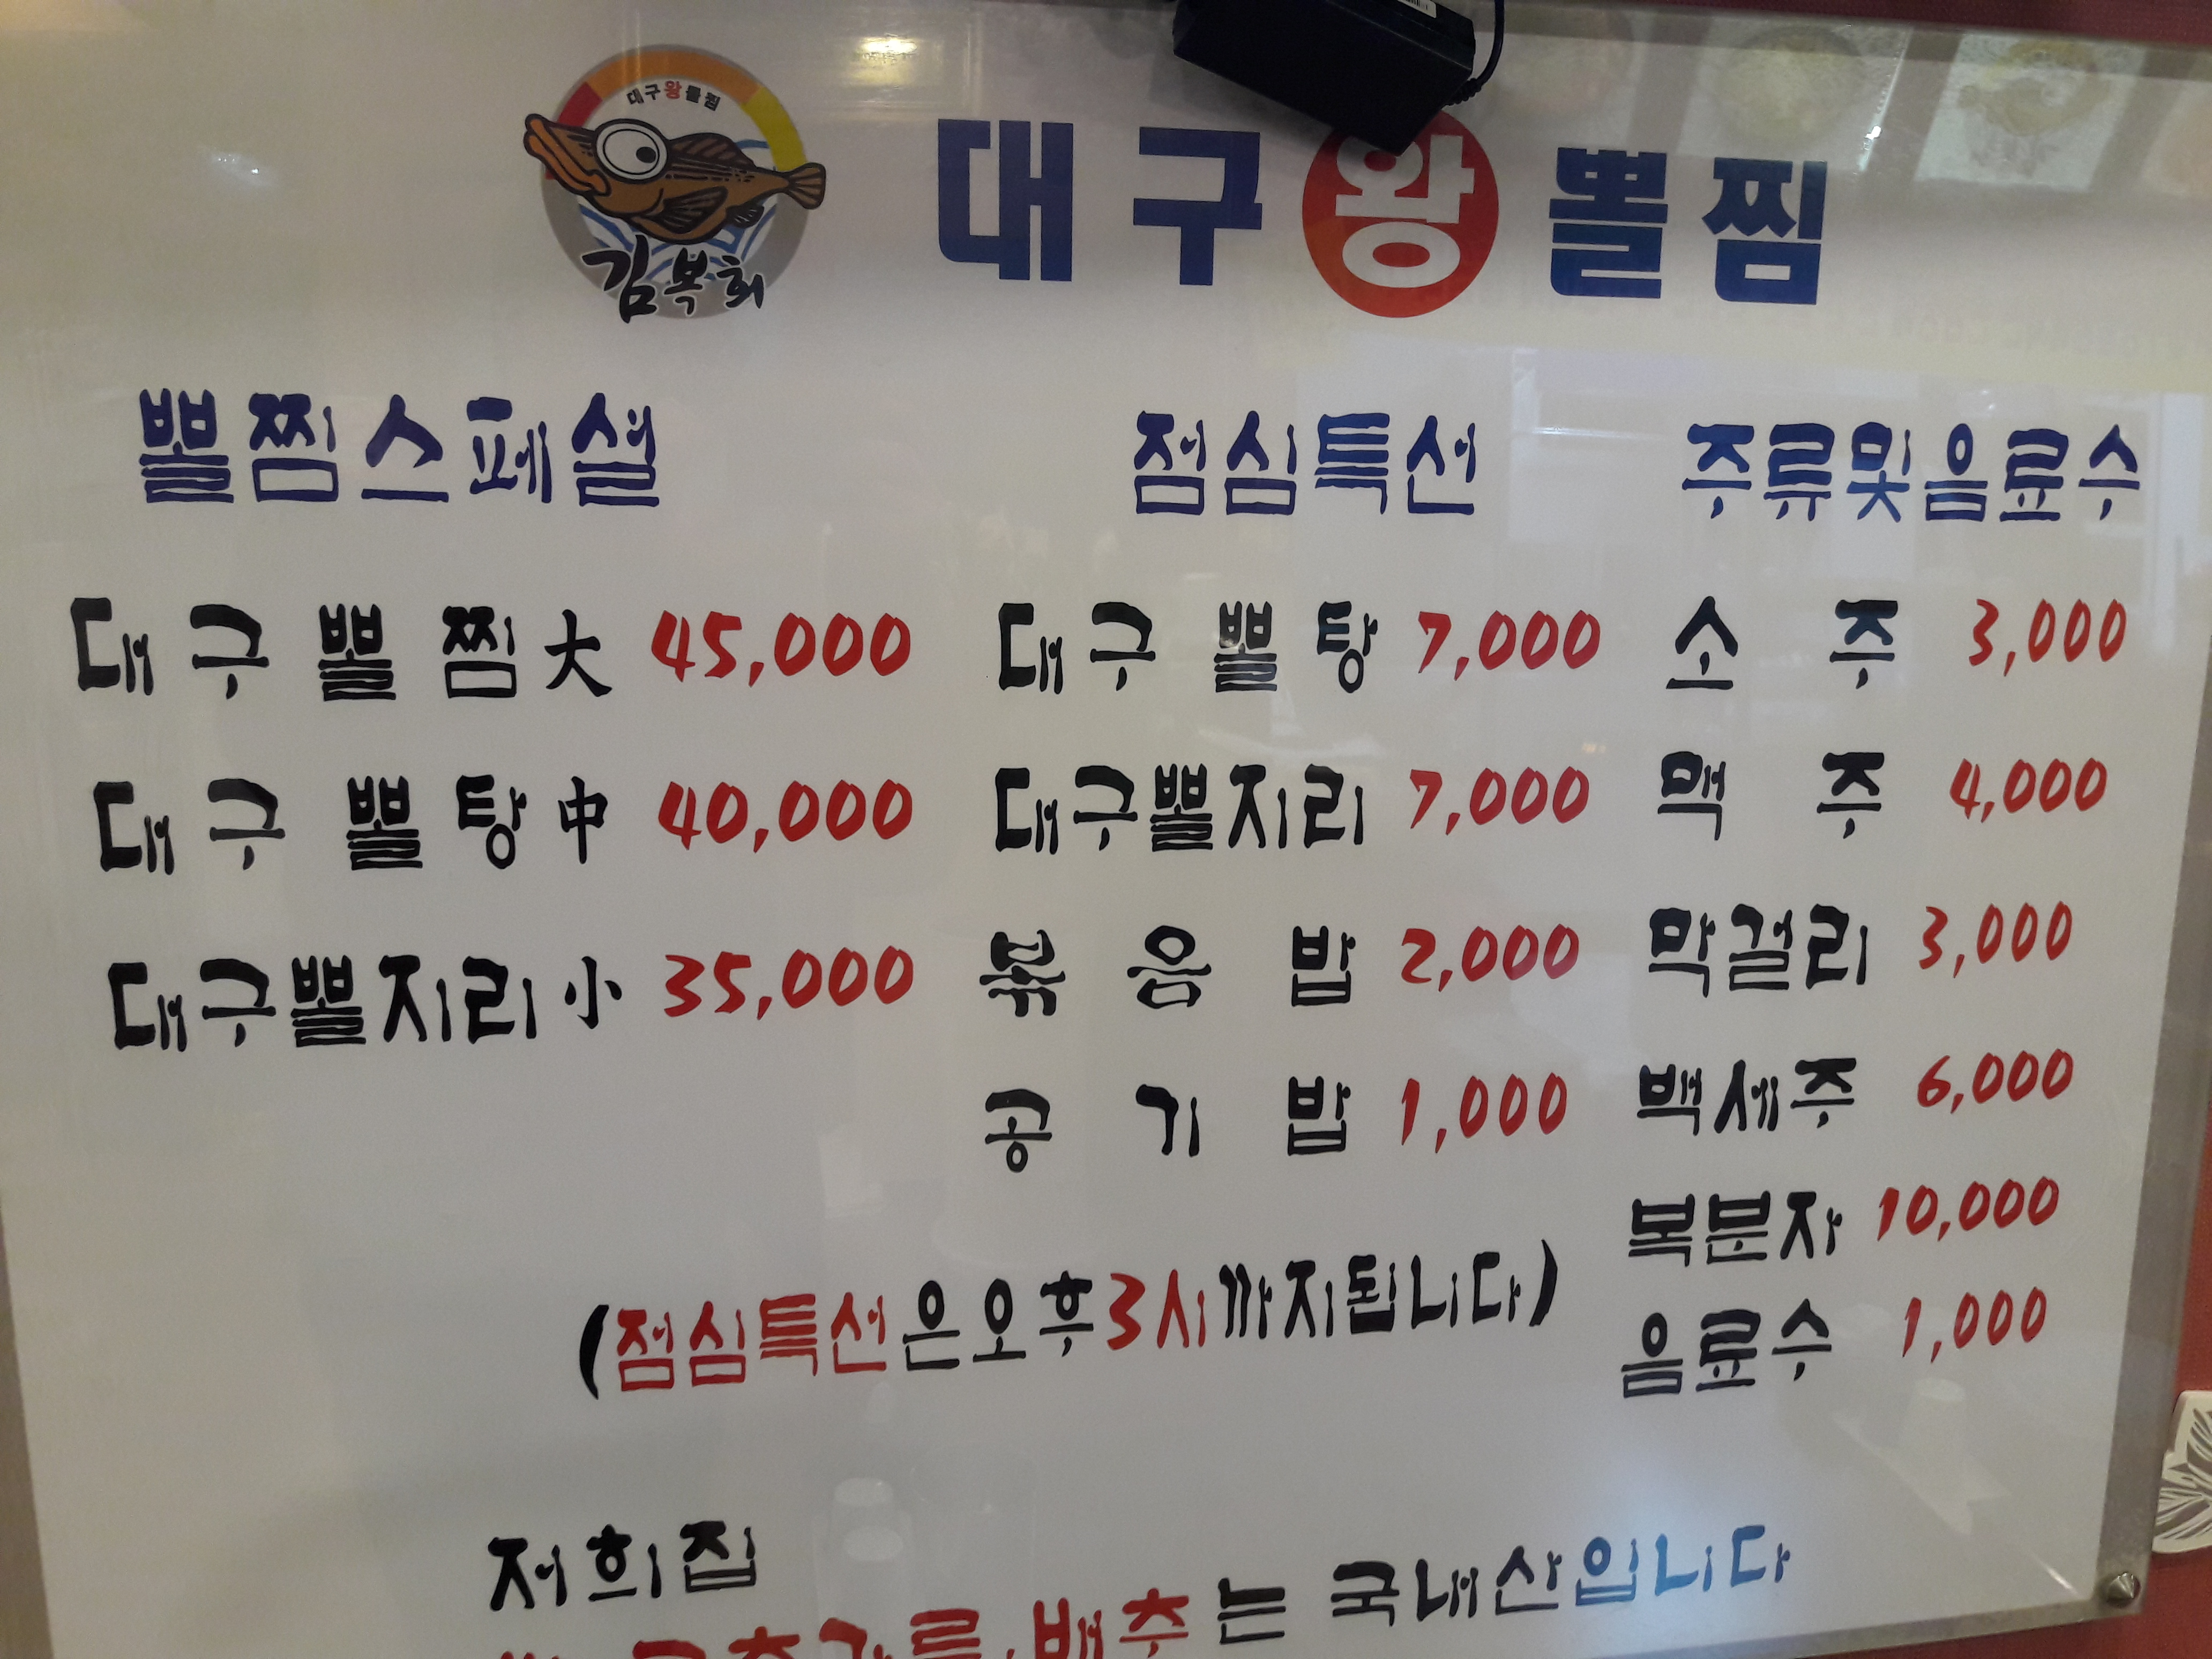 대구왕뽈찜
김복희
대구왕뽈찜
뽈찜스페셜
대구뽈찜大 45,000
대구뽈탕中 40,000
대구뽈지리小 35,000
점심특선
대구뽈탕 7,000
대구뽈지리 7,000
볶음밥 2,000
공기밥 1,000
주류및음료수
소주 3,000
맥주 4,000
막걸리 3,000
백세주 6,000
복분자 10,000
음료수 1,000
(점심특선은오후3시까지됩니다)
저희집
고춧가루,배추는 국내산입니다